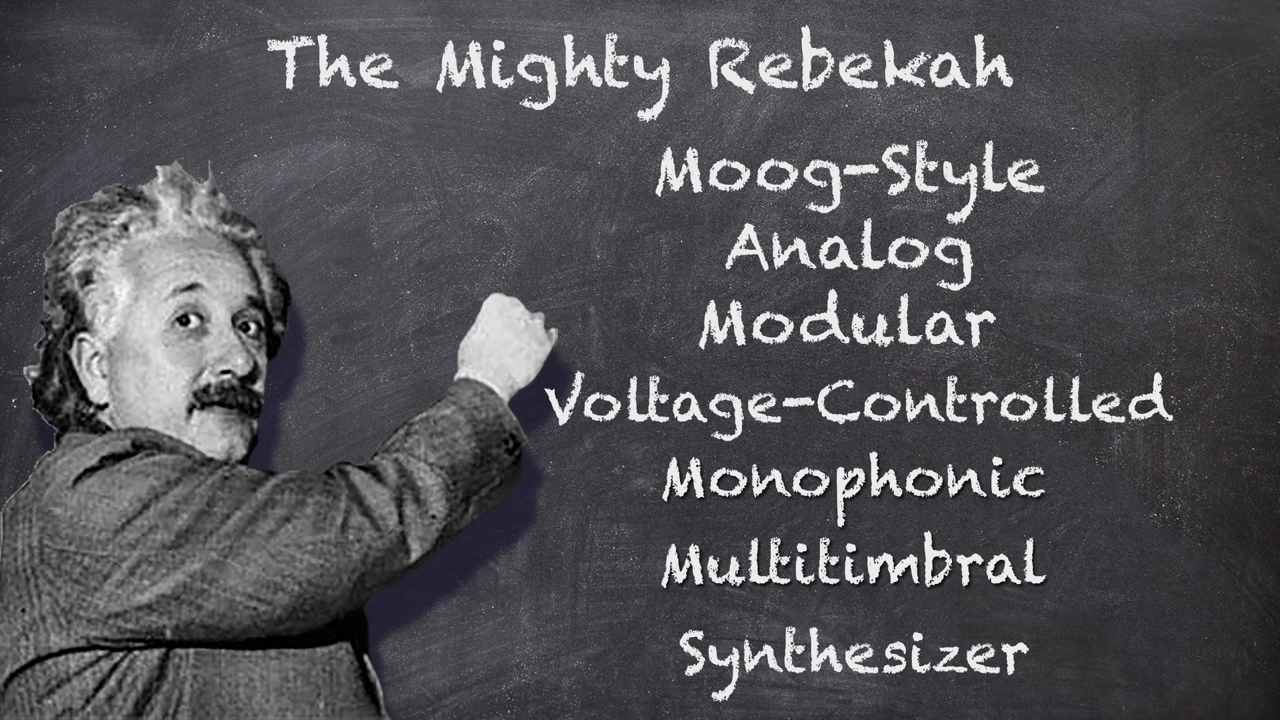 The Mighty Rebekah
Moog-Style
Analog
Modular
Voltage-Controlled
Monophonic
Multitimbral
Synthesizer